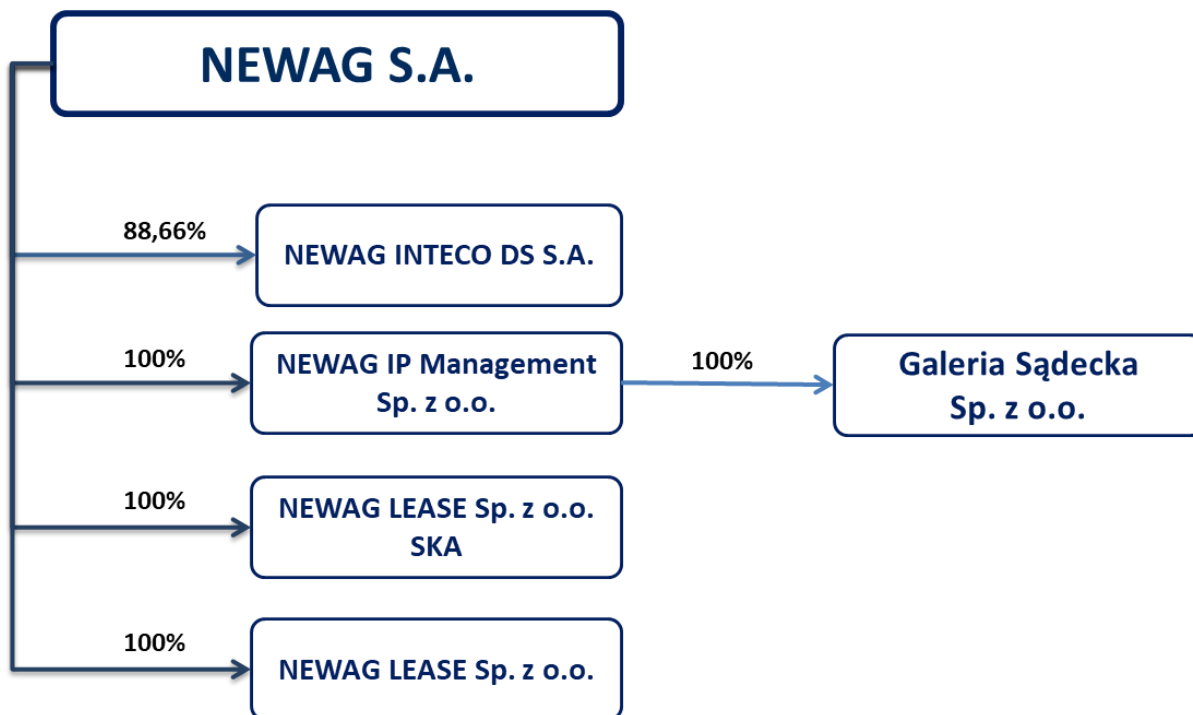 NEWAG S.A.
88,66%
NEWAG INTECO DS S.A.
100%
NEWAG IP Management
Sp. z o.o.
100%
Galeria Sądecka
Sp. z o.o.
100%
NEWAG LEASE Sp. z o.o.
SKA
100%
NEWAG LEASE Sp. z o.o.